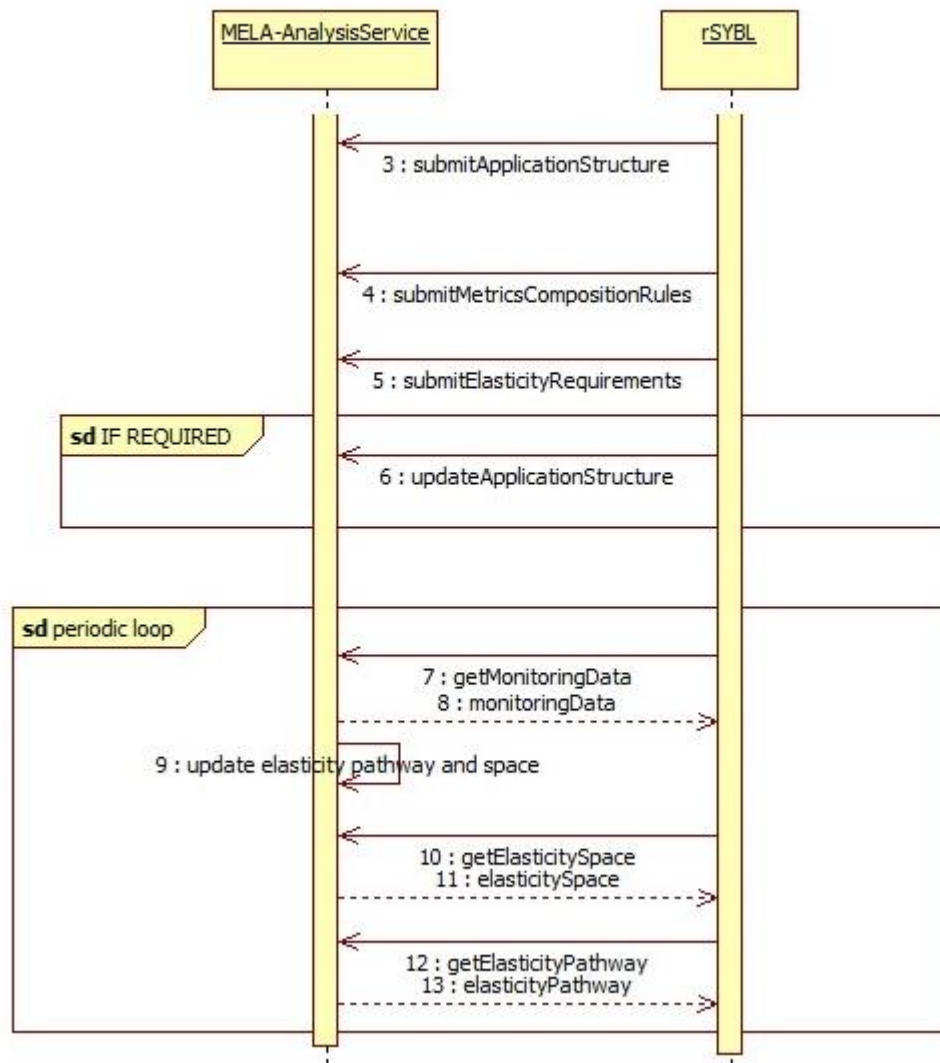 MELA-AnalysisService
rSYBL
3 : submitApplicationStructure
4 : submitMetricsCompositionRules
5 : submitElasticityRequirements
sd IF REQUIRED
6 : updateApplicationStructure
sd periodic loop
7 : getMonitoringData
8 : monitoringData
9 : update elasticity pathway and space
10 : getElasticitySpace
11 : elasticitySpace
12 : getElasticityPathway
13 : elasticityPathway